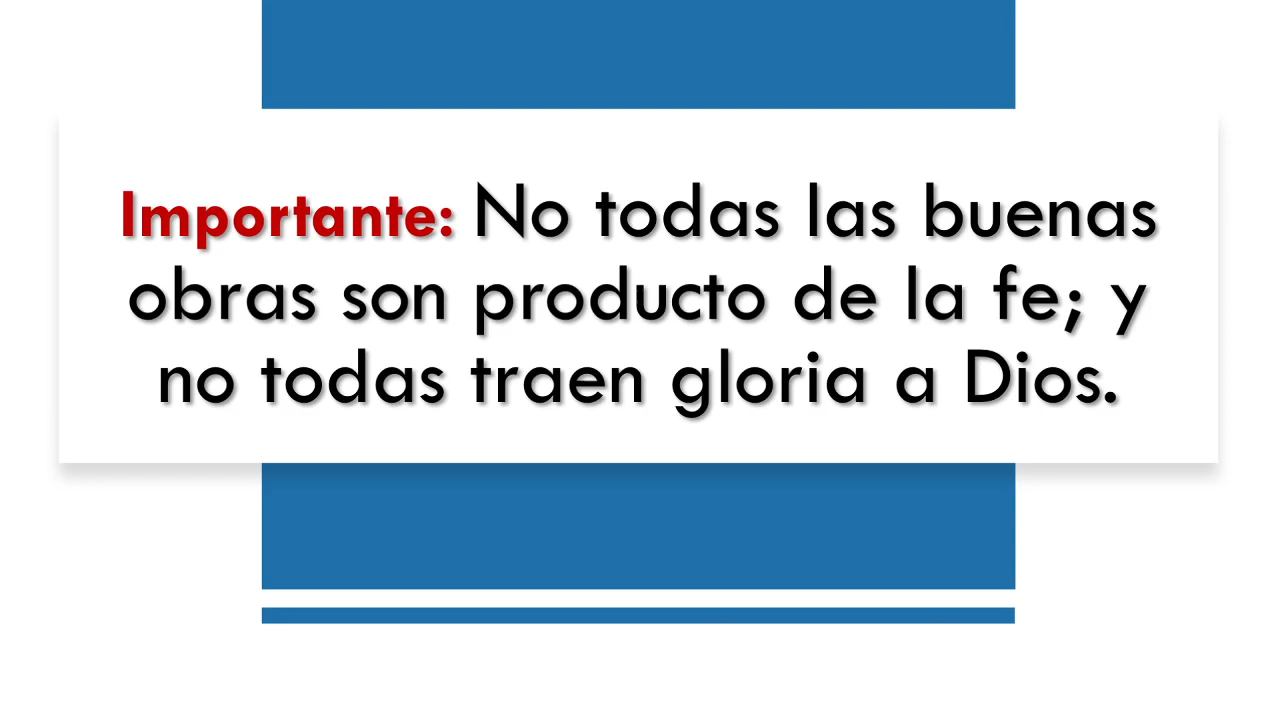 Importante: No todas las buenas
obras son producto de la fe; y
no todas traen gloria a Dios.